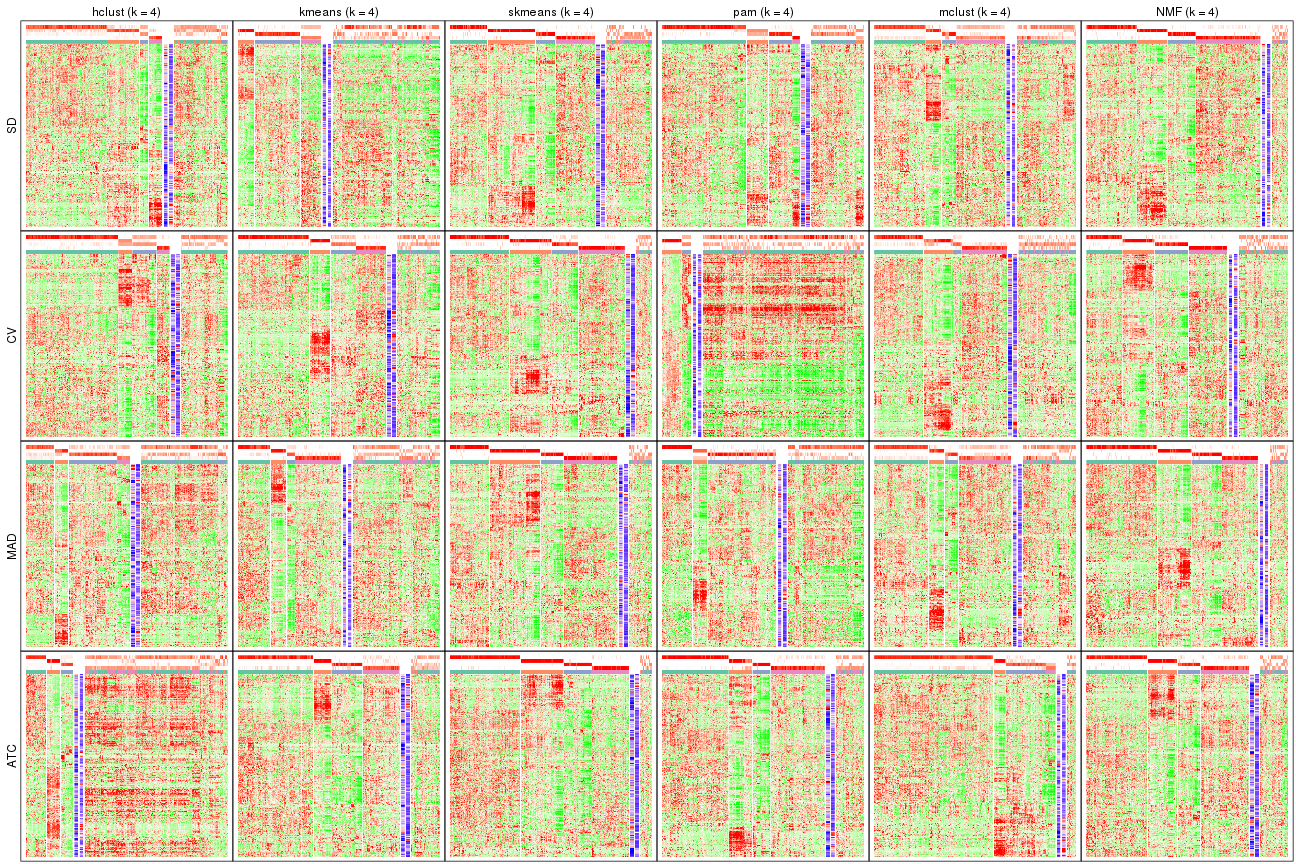 hclust (k = 4)
kmeans (k = 4)
skmeans (k = 4)
pam (k = 4)
mclust (k = 4)
NMF (k = 4)
SD
CV
MAD
ATC